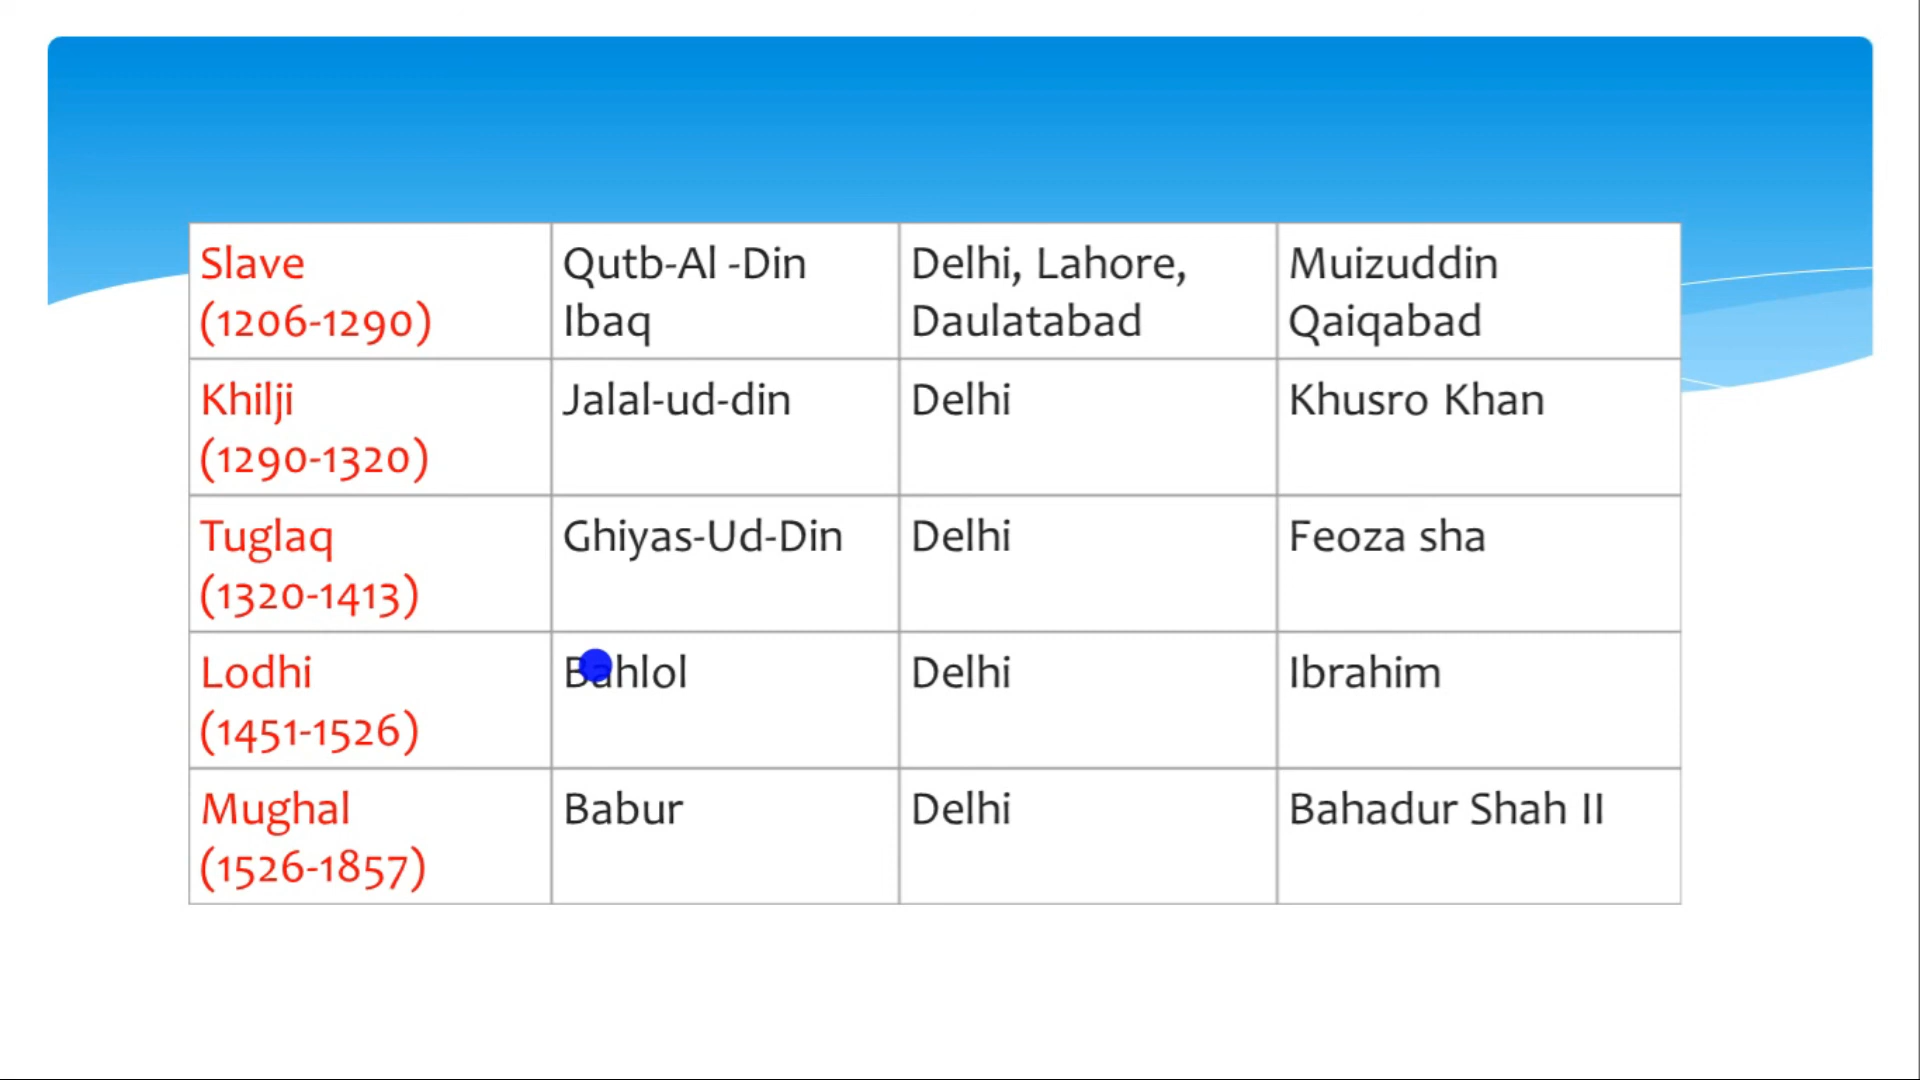 Slave
(1206-1290)
Qutb-Al -Din
Ibaq
Delhi, Lahore,
Daulatabad
Muizuddin
Qaiqabad
Khilji
(1290-1320)
Jalal-ud-din
Delhi
Khusro Khan
Tuglaq
(1320-1413)
Ghiyas-Ud-Din
Delhi
Feoza sha
Lodhi
(1451-1526)
Bahlol
Delhi
Ibrahim
Mughal
(1526-1857)
Babur
Delhi
Bahadur Shah II